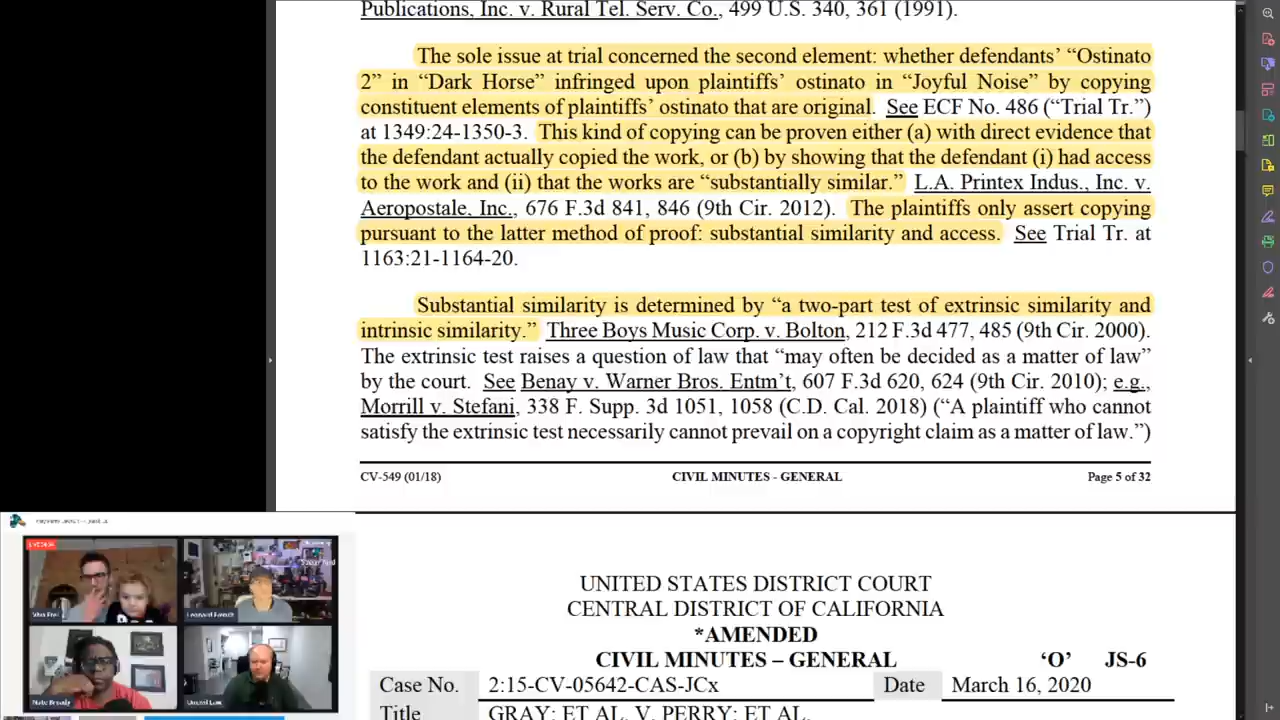 Publications, Inc. v. Rural Tel. Serv. Co., 499 U.S. 340, 361 (1991).
The sole issue at trial concerned the second element: whether defendants’ “Ostinato
2” in “Dark Horse” infringed upon plaintiffs’ ostinato in “Joyful Noise” by copying
constituent elements of plaintiffs’ ostinato that are original. See ECF No. 486 (“Trial Tr.”)
at 1349:24-1350-3. This kind of copying can be proven either (a) with direct evidence that
the defendant actually copied the work, or (b) by showing that the defendant (i) had access
to the work and (ii) that the works are “substantially similar.” L.A. Printex Indus., Inc. v.
Aeropostale, Inc., 676 F.3d 841, 846 (9th Cir. 2012). The plaintiffs only assert copying
pursuant to the latter method of proof: substantial similarity and access. See Trial Tr. at
1163:21-1164-20.
Substantial similarity is determined by “a two-part test of extrinsic similarity and
intrinsic similarity.” Three Boys Music Corp. v. Bolton, 212 F.3d 477, 485 (9th Cir. 2000).
The extrinsic test raises a question of law that “may often be decided as a matter of law”
by the court. See Benay v. Warner Bros. Entm’t, 607 F.3d 620, 624 (9th Cir. 2010); e.g.,
Morrill v. Stefani, 338 F. Supp. 3d 1051, 1058 (C.D. Cal. 2018) (“A plaintiff who cannot
satisfy the extrinsic test necessarily cannot prevail on a copyright claim as a matter of law.”)
CV-549 (01/18) CIVIL MINUTES - GENERAL Page 5 of 32
UNITED STATES DISTRICT COURT
CENTRAL DISTRICT OF CALIFORNIA
*AMENDED
CIVIL MINUTES – GENERAL ‘O’ JS-6
Case No. 2:15-CV-05642-CAS-JCx Date March 16, 2020
Title GRAY; ET AL. V. PERRY; ET AL.
Leonard French
Nate Broady